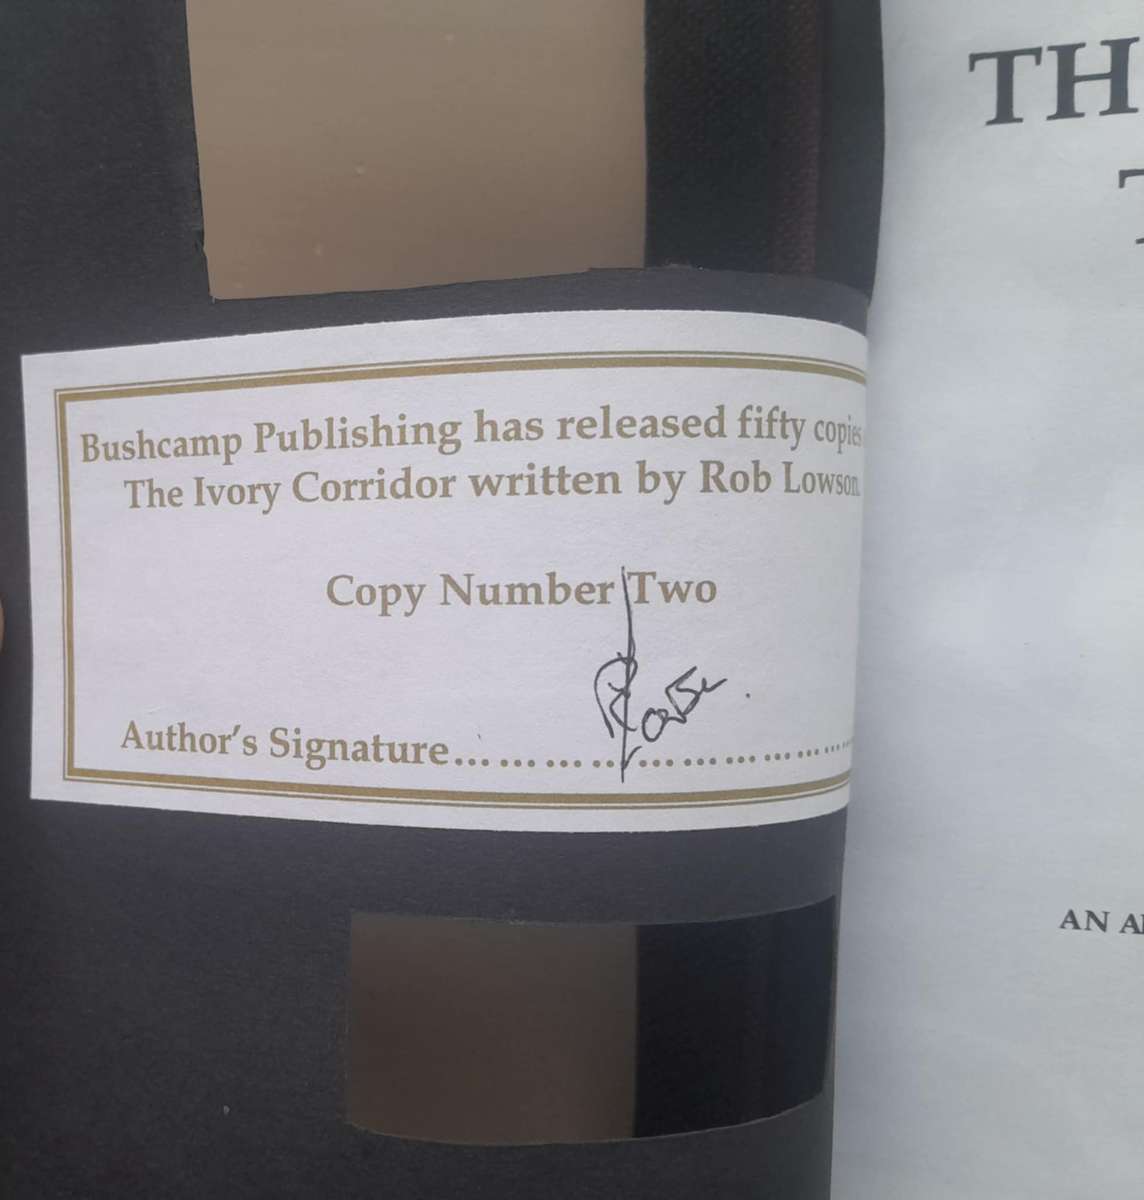 Bushcamp Publishing has released fifty copies
The Ivory Corridor written by Rob Lowson.
Copy Number Two
Author's Signature...........................
TH
T
AN A